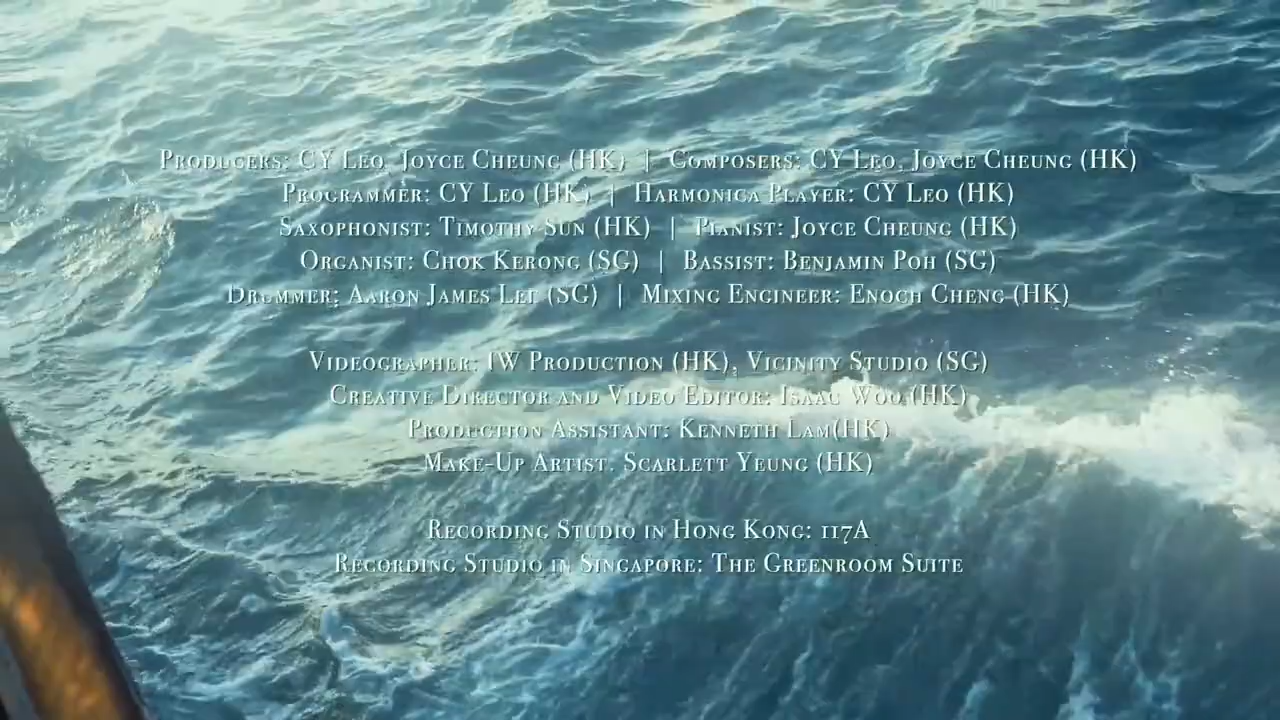 Producers: CY Leo, Joyce Cheung (HK) | Composers: CY Leo, Joyce Cheung (HK)
Programmer: CY Leo (HK) | Harmonica Player: CY Leo (HK)
Saxophonist: Timothy Sun (HK) | Pianist: Joyce Cheung (HK)
Organist: Chok Kerong (SG) | Bassist: Benjamin Poh (SG)
Drummer: Aaron James Lee (SG) | Mixing Engineer: Enoch Cheng (HK)
Videographer: IW Production (HK), Vicinity Studio (SG)
Creative Director and Video Editor: Isaac Woo (HK)
Production Assistant: Kenneth Lam(HK)
Make-Up Artist: Scarlett Yeung (HK)
Recording Studio in Hong Kong: 117A
Recording Studio in Singapore: The Greenroom Suite